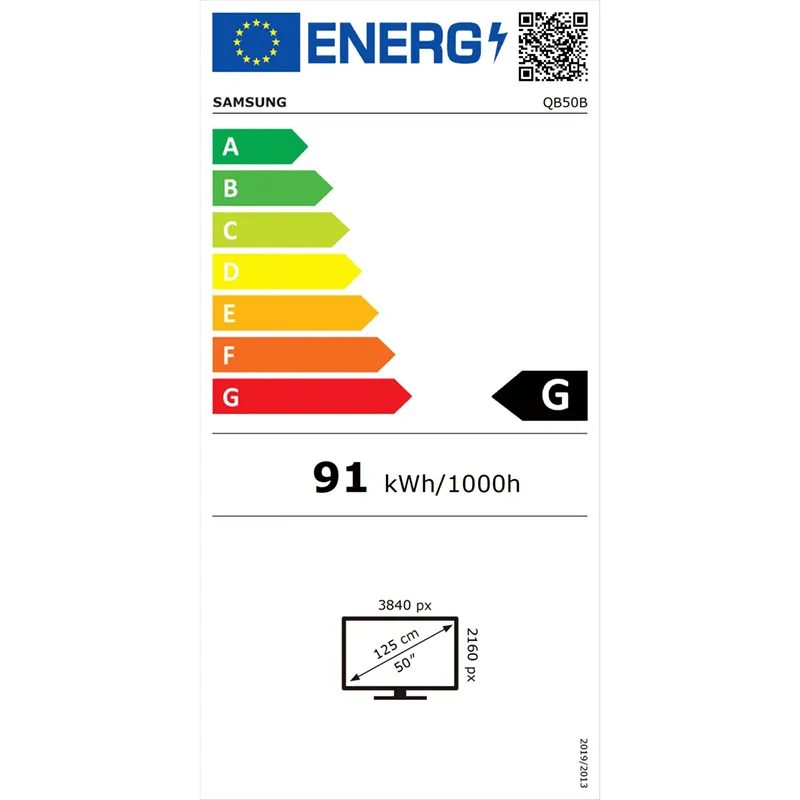 ENERG
SAMSUNG QB50B
A
B
C
D
E
F
G
G
91 kWh/1000h
3840 px
125 cm
50″
2160 px
2019/2013